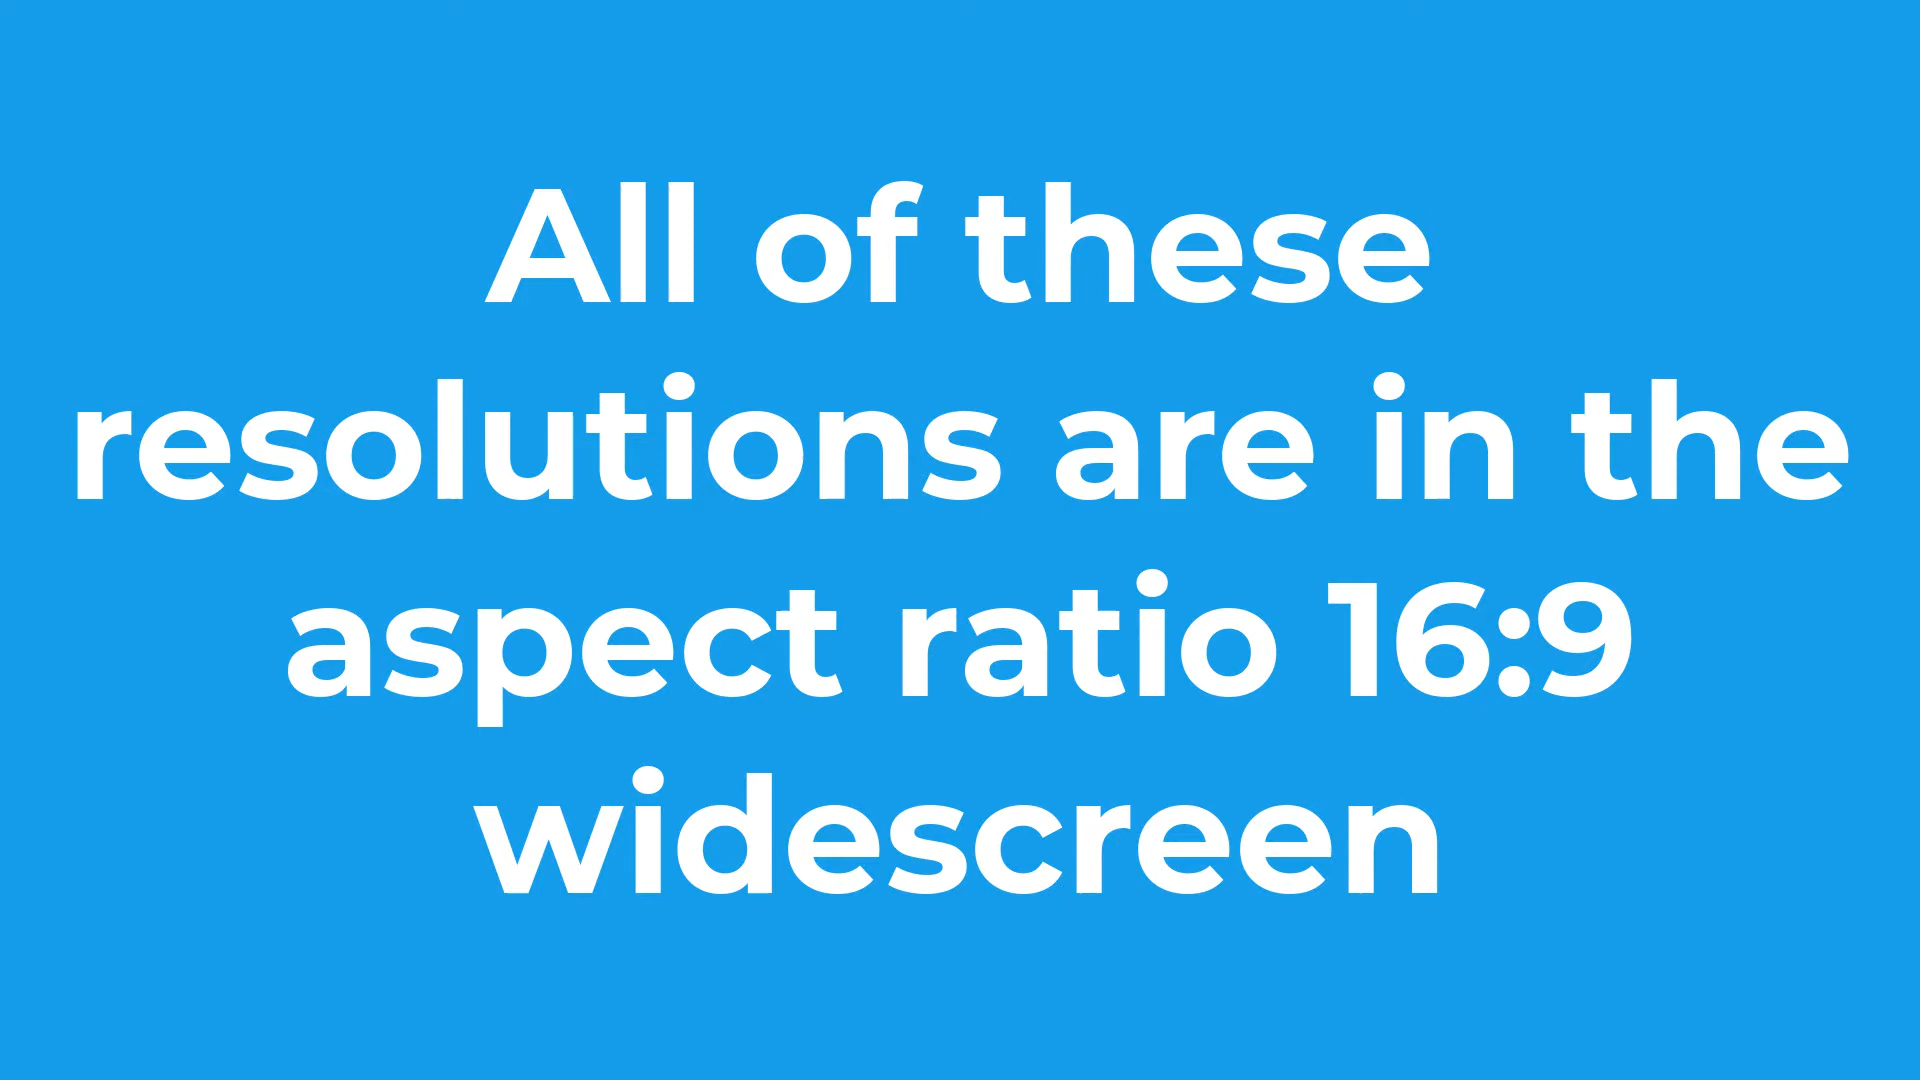 All of these
resolutions are in the
aspect ratio 16:9
widescreen